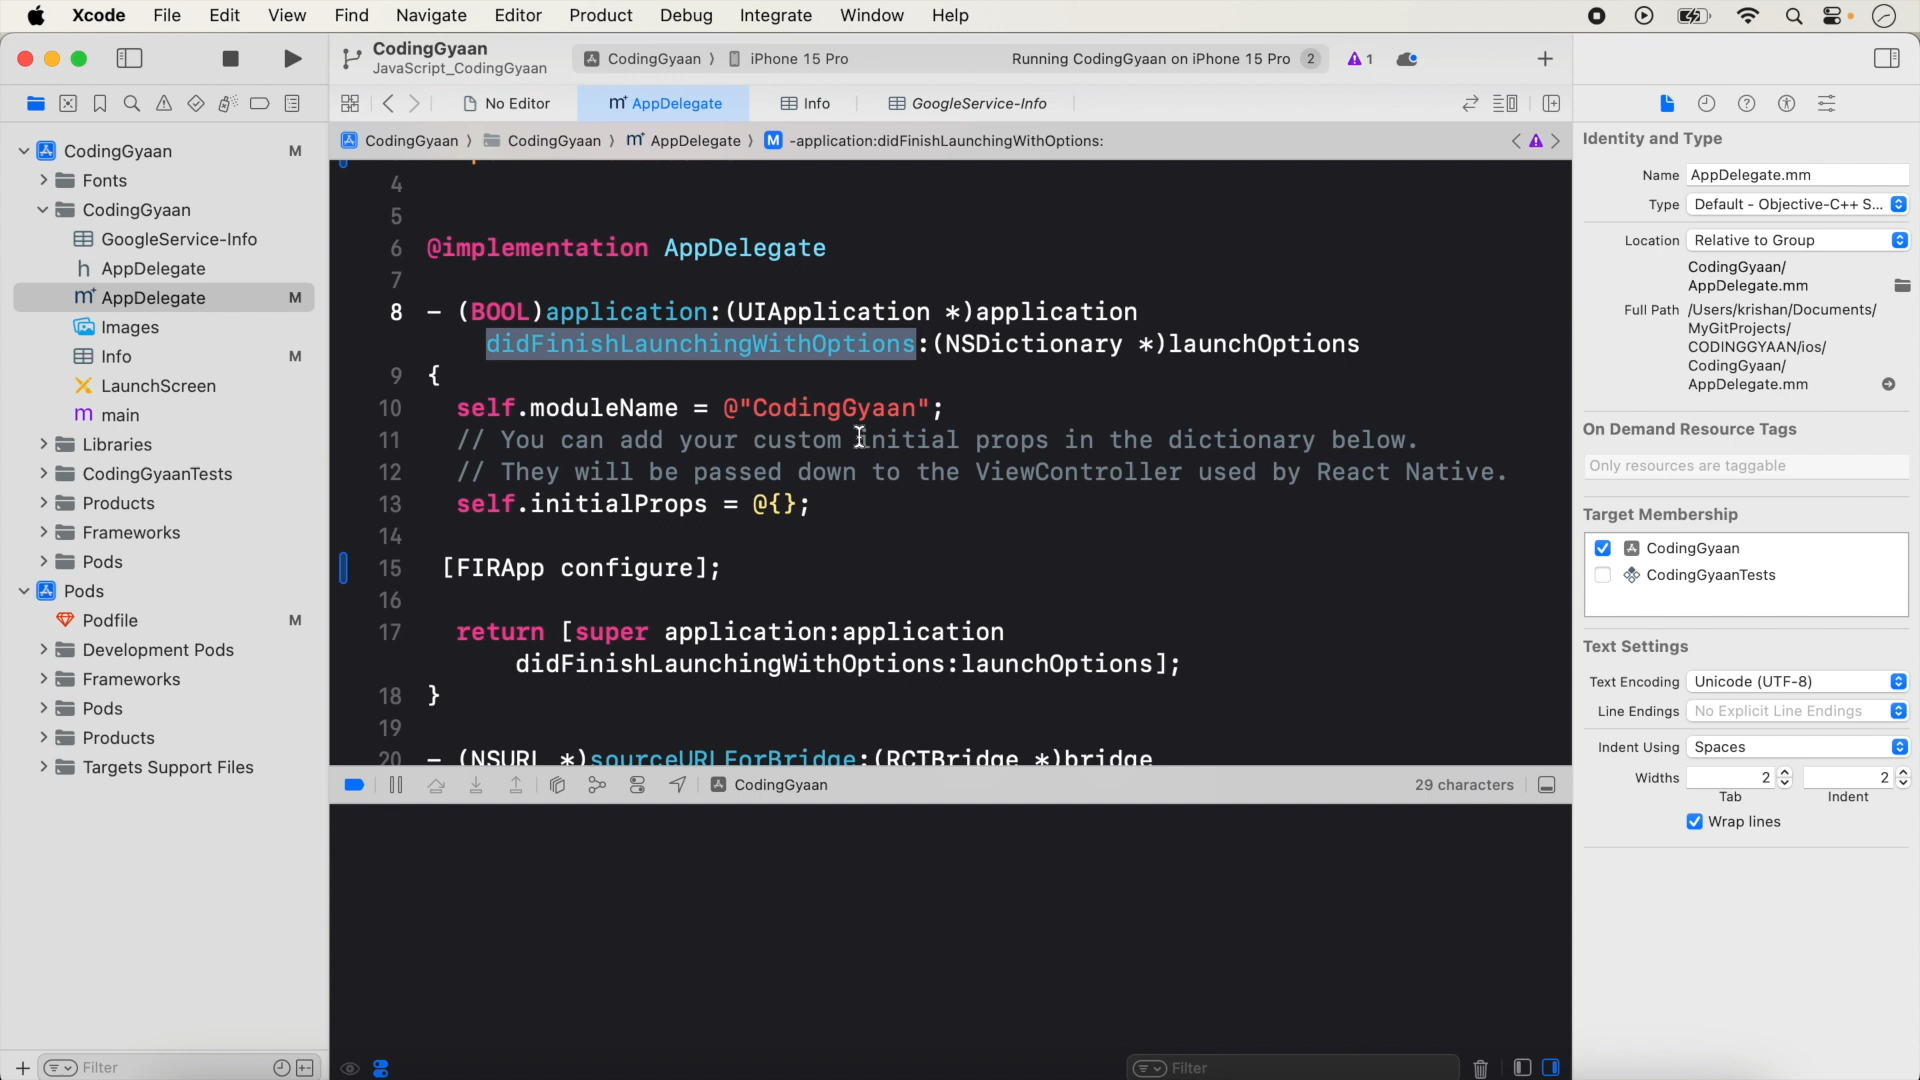 Xcode File Edit View Find Navigate Editor Product Debug Integrate Window Help
CodingGyaan
JavaScript_CodingGyaan
CodingGyaan 〉 iPhone 15 Pro Running CodingGyaan on iPhone 15 Pro 2 1
No Editor m+ AppDelegate Info GoogleService-Info
CodingGyaan 〉 CodingGyaan 〉 m+ AppDelegate 〉 M -application:didFinishLaunchingWithOptions:
CodingGyaan M
Fonts
CodingGyaan
GoogleService-Info
h AppDelegate
m+ AppDelegate M
Images
Info M
LaunchScreen
m main
Libraries
CodingGyaanTests
Products
Frameworks
Pods
Pods
Podfile M
Development Pods
Frameworks
Pods
Products
Targets Support Files
Filter
4
5
6 @implementation AppDelegate
7
8 - (BOOL)application:(UIApplication *)application
didFinishLaunchingWithOptions:(NSDictionary *)launchOptions
9 {
10 self.moduleName = @"CodingGyaan";
11 // You can add your custom initial props in the dictionary below.
12 // They will be passed down to the ViewController used by React Native.
13 self.initialProps = @{};
14
15 [FIRApp configure];
16
17 return [super application:application
didFinishLaunchingWithOptions:launchOptions];
18 }
19
20 - (NSURL *)sourceURLForBridge:(RCTBridge *)bridge
CodingGyaan 29 characters
Filter
Identity and Type
Name AppDelegate.mm
Type Default - Objective-C++ S...
Location Relative to Group
CodingGyaan/
AppDelegate.mm
Full Path /Users/krishan/Documents/
MyGitProjects/
CODINGGYAAN/ios/
CodingGyaan/
AppDelegate.mm
On Demand Resource Tags
Only resources are taggable
Target Membership
CodingGyaan
CodingGyaanTests
Text Settings
Text Encoding Unicode (UTF-8)
Line Endings No Explicit Line Endings
Indent Using Spaces
Widths 2 2
Tab Indent
Wrap lines